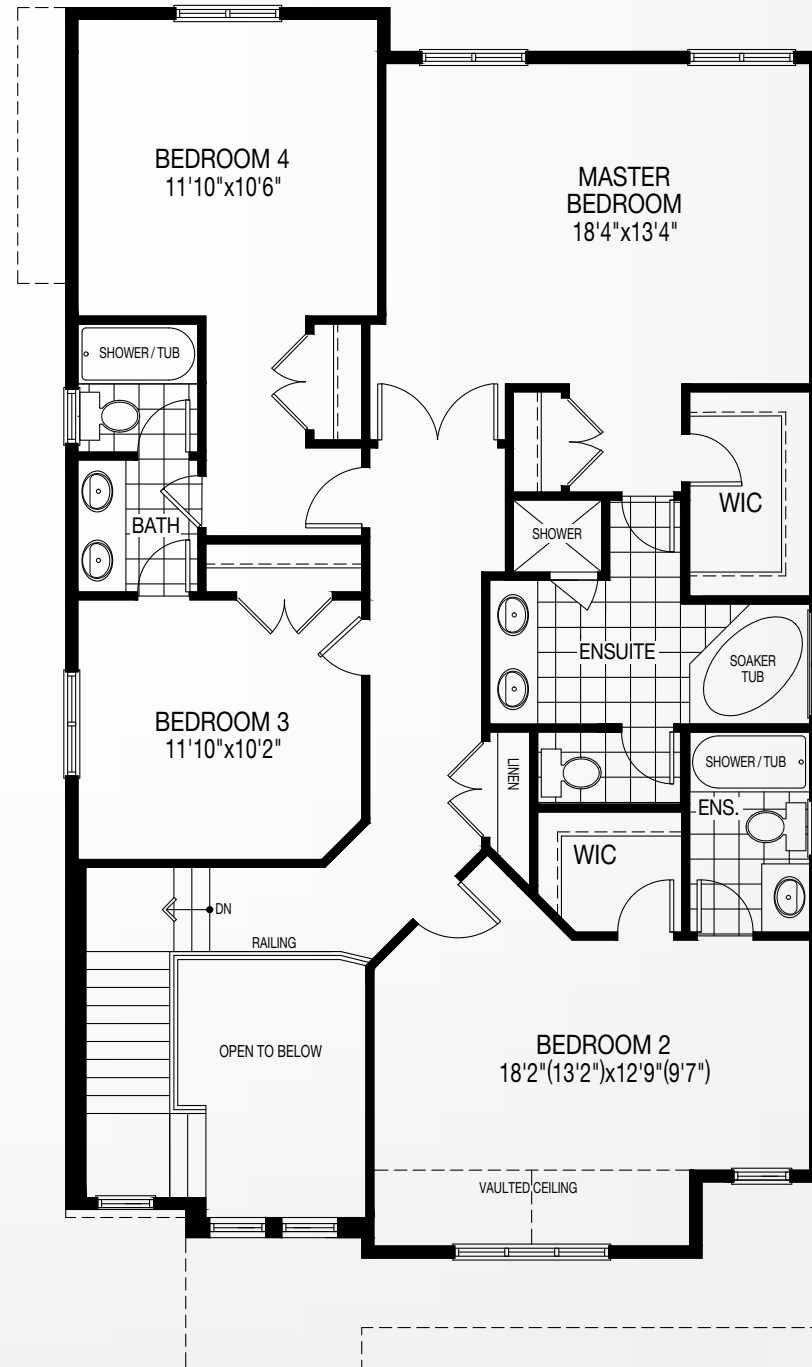 BEDROOM 4
11'10"x10'6"
MASTER
BEDROOM
18'4"x13'4"
SHOWER / TUB
BATH
WIC
SHOWER
ENSUITE
SOAKER
TUB
BEDROOM 3
11'10"x10'2"
LINEN
SHOWER / TUB
ENS.
WIC
DN
RAILING
OPEN TO BELOW
BEDROOM 2
18'2"(13'2")x12'9"(9'7")
VAULTED CEILING